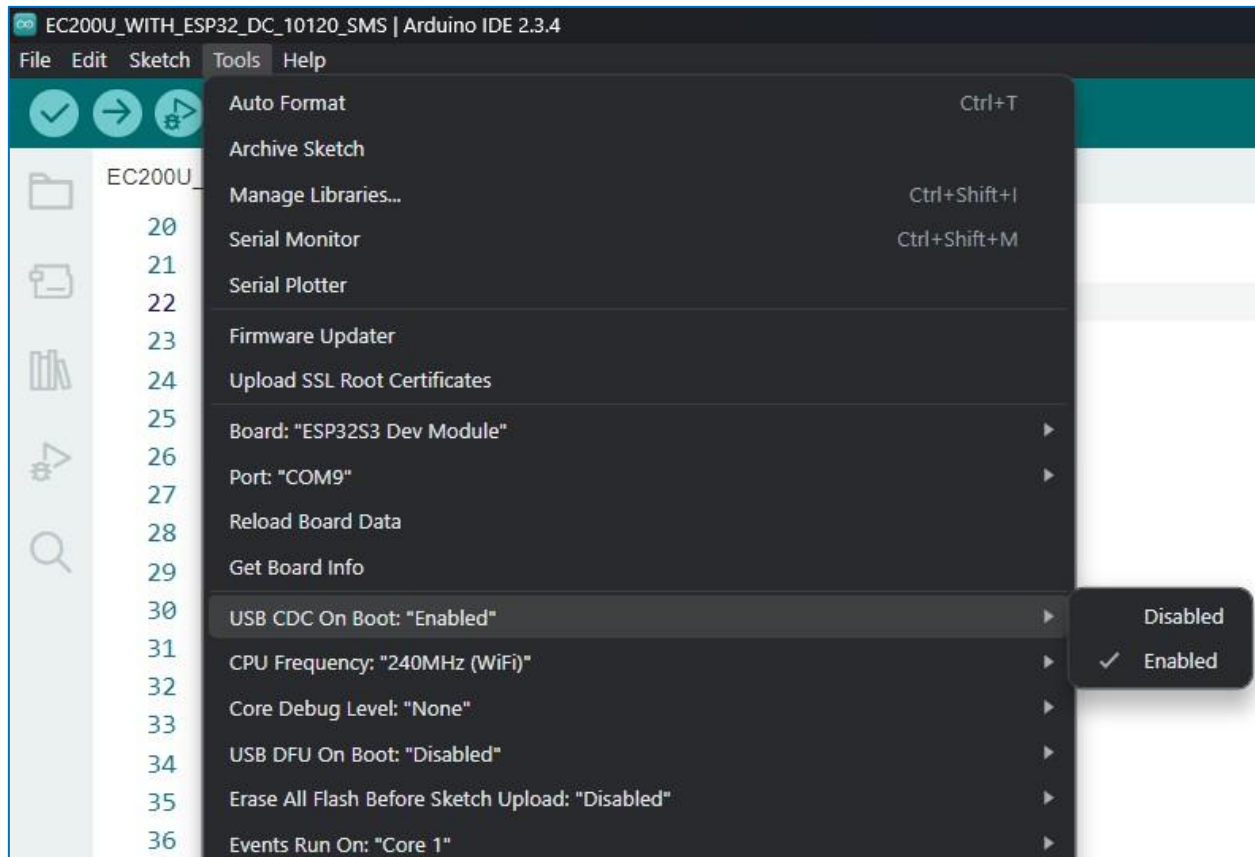 EC200U_WITH_ESP32_DC_10120_SMS | Arduino IDE 2.3.4
File Edit Sketch Tools Help
Auto Format Ctrl+T
Archive Sketch
EC200U_
Manage Libraries... Ctrl+Shift+I
20
Serial Monitor Ctrl+Shift+M
21
Serial Plotter
22
23
Firmware Updater
24
Upload SSL Root Certificates
25
Board: "ESP32S3 Dev Module"
26
Port: "COM9"
27
Reload Board Data
28
Get Board Info
29
30
USB CDC On Boot: "Enabled" Disabled
31
CPU Frequency: "240MHz (WiFi)" Enabled
32
Core Debug Level: "None"
33
USB DFU On Boot: "Disabled"
34
Erase All Flash Before Sketch Upload: "Disabled"
35
Events Run On: "Core 1"
36